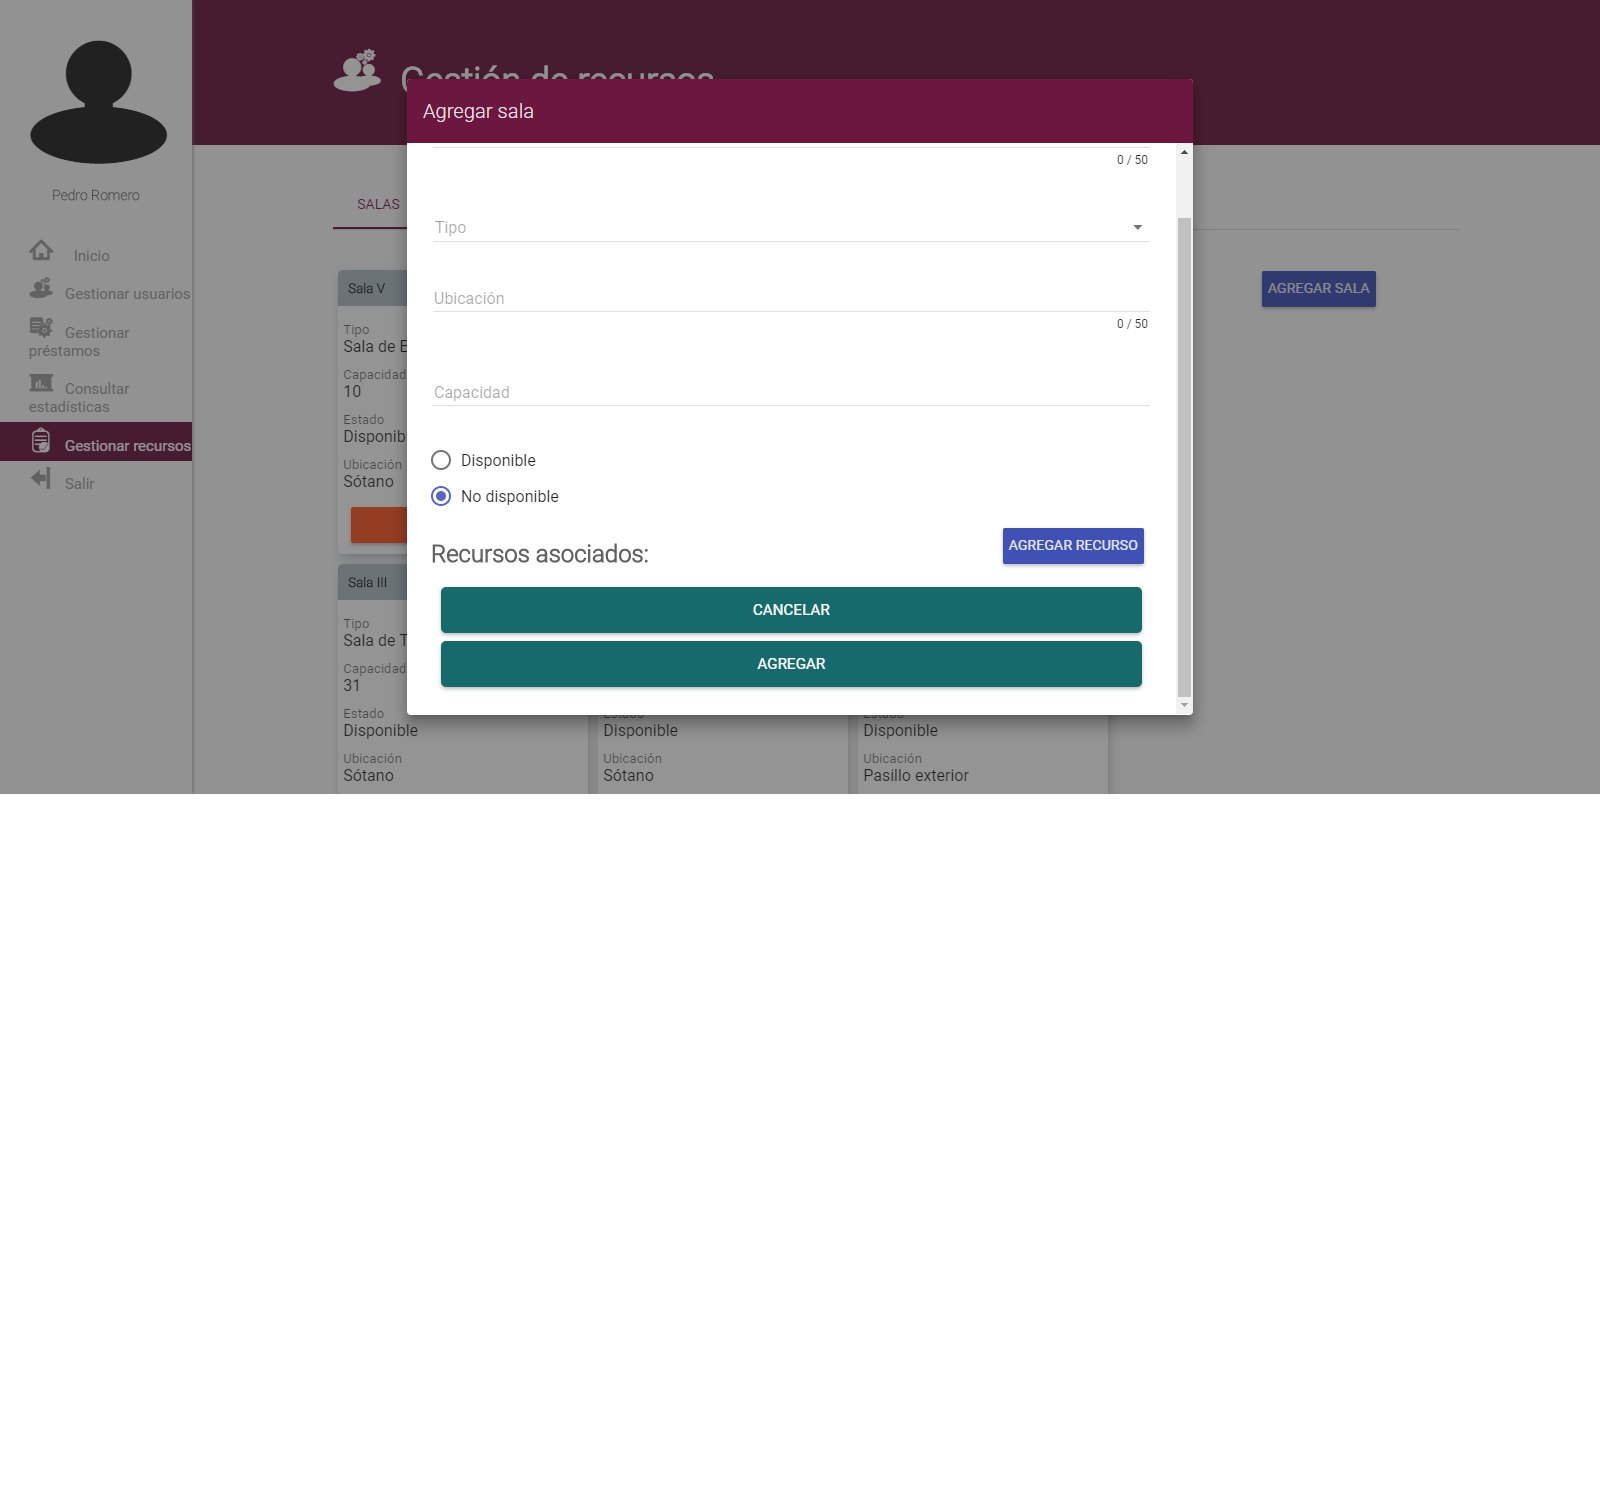 Pedro Romero
Inicio
Gestionar usuarios
Gestionar
préstamos
Consultar
estadísticas
Gestionar recursos
Salir
Gestión de recursos
SALAS
AGREGAR SALA
Sala V
Tipo
Sala de
Capacidad
10
Estado
Ubicación
Sótano
Sala III
Tipo
Sala de
Capacidad
31
Estado
Disponible
Ubicación
Sótano
Estado
Disponible
Ubicación
Sótano
Estado
Disponible
Ubicación
Pasillo exterior
Agregar sala
0 / 50
Tipo
Ubicación
0 / 50
Capacidad
Disponible
No disponible
Recursos asociados:
AGREGAR RECURSO
CANCELAR
AGREGAR